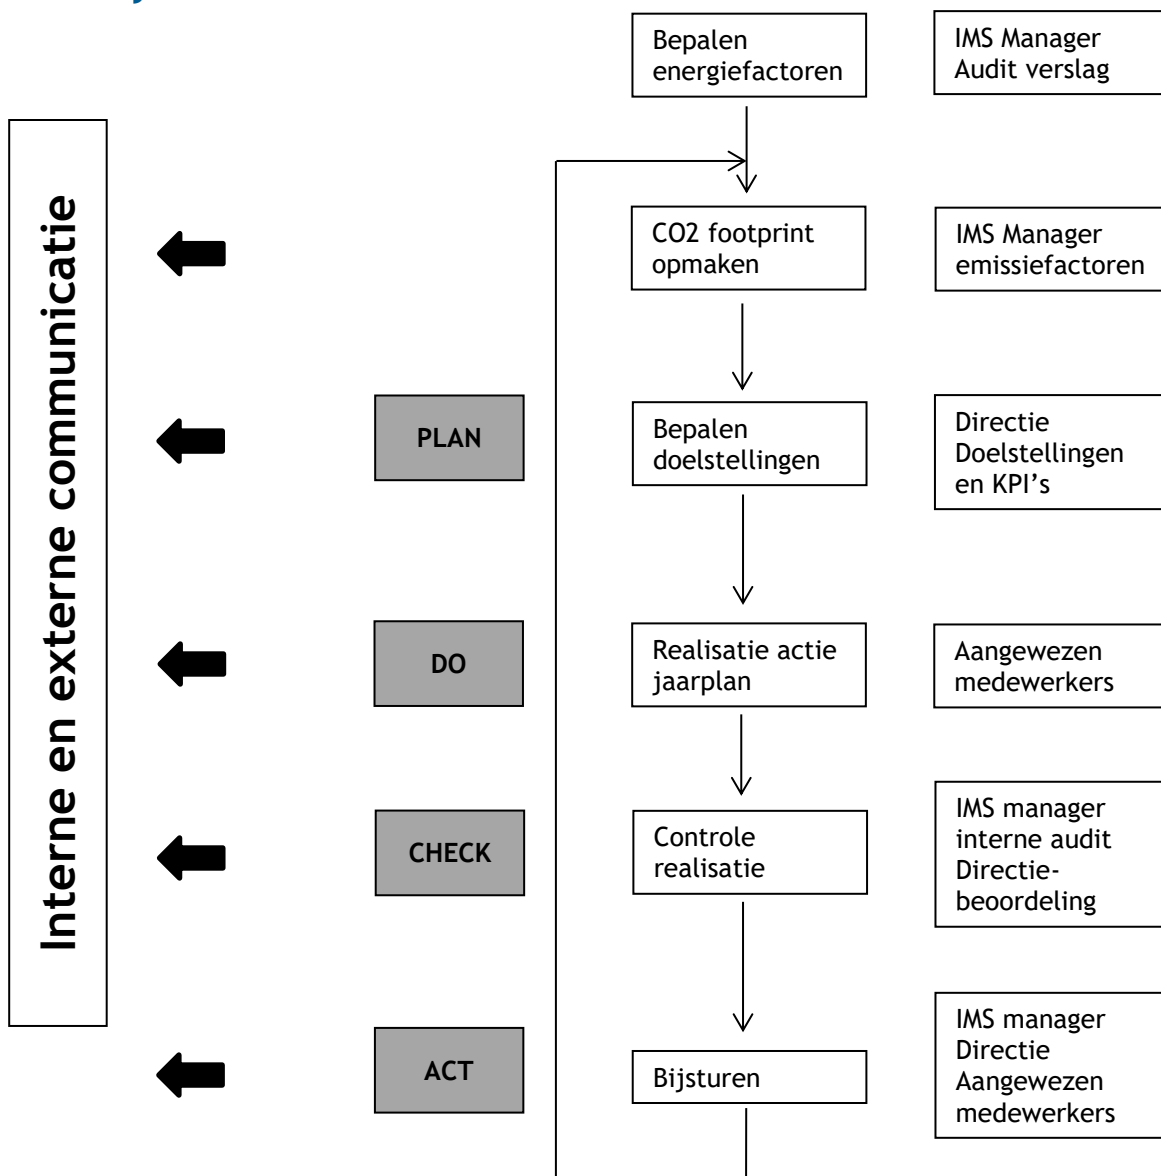 Bepalen
energiefactoren
IMS Manager
Audit verslag
Interne en externe communicatie
CO2 footprint
opmaken
IMS Manager
emissiefactoren
PLAN
Bepalen
doelstellingen
Directie
Doelstellingen
en KPI’s
DO
Realisatie actie
jaarplan
Aangewezen
medewerkers
CHECK
Controle
realisatie
IMS manager
interne audit
Directie-
beoordeling
ACT
Bijsturen
IMS manager
Directie
Aangewezen
medewerkers